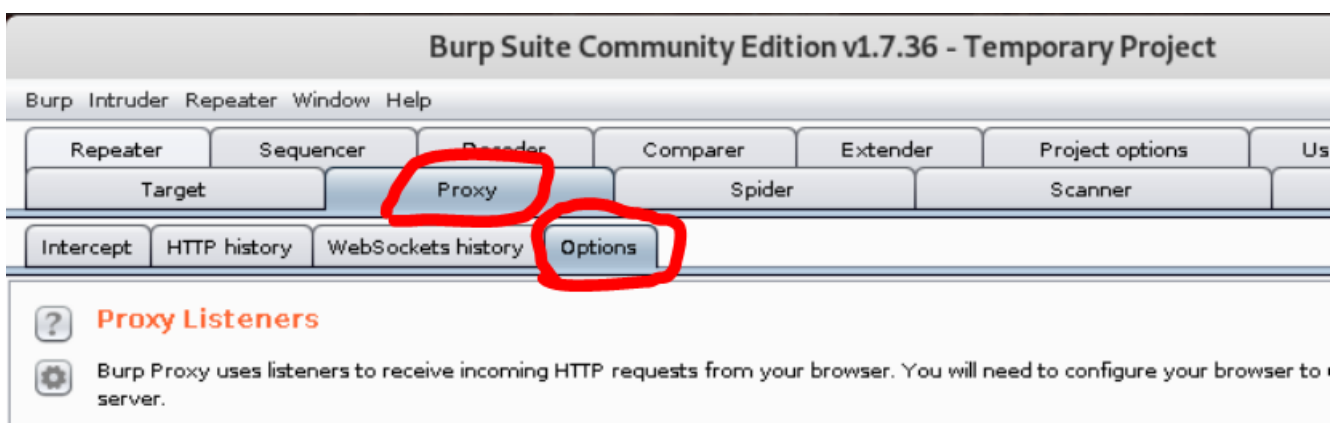 Burp Suite Community Edition v1.7.36 - Temporary Project
Burp Intruder Repeater Window Help
Repeater Sequencer Decoder Comparer Extender Project options Us
Target Proxy Spider Scanner
Intercept HTTP history WebSockets history Options
? Proxy Listeners
Burp Proxy uses listeners to receive incoming HTTP requests from your browser. You will need to configure your browser to
server.